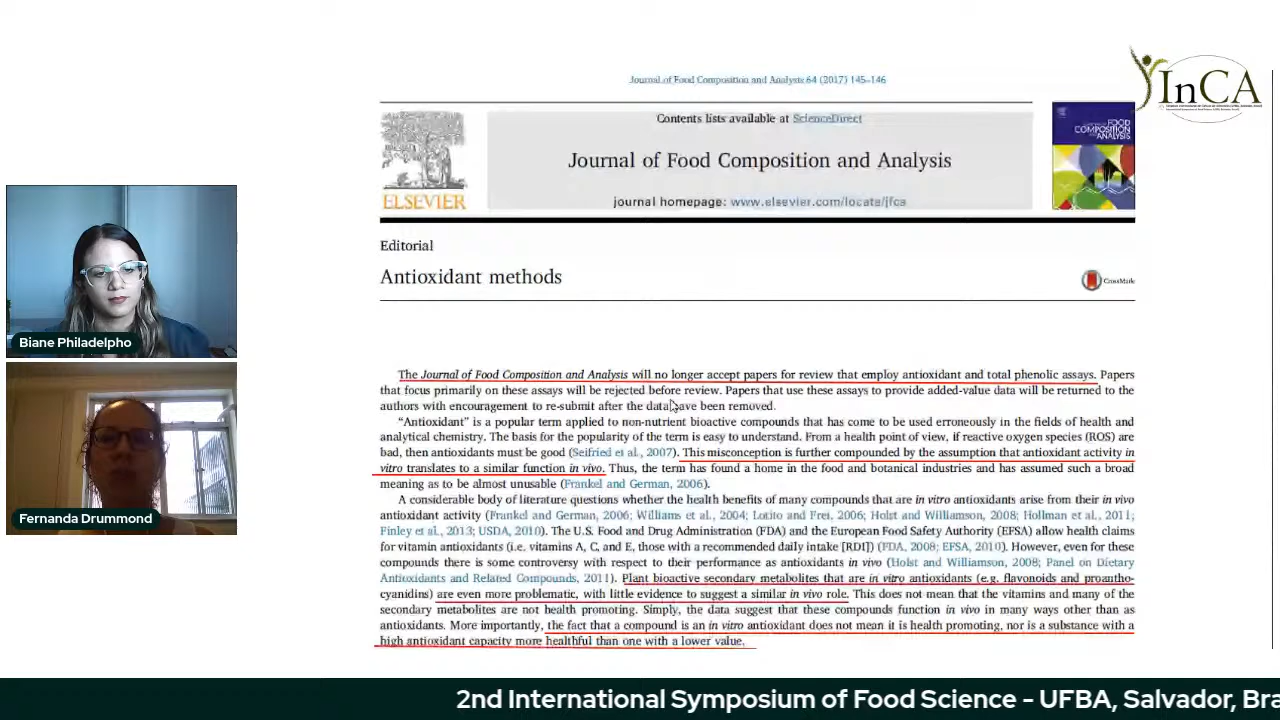 Journal of Food Composition and Analysis 64 (2017) 145–146
InCA
Contents lists available at ScienceDirect
Journal of Food Composition and Analysis
journal homepage: www.elsevier.com/locate/jfca
ELSEVIER
FOOD
COMPOSITION
AND ANALYSIS
Editorial
Antioxidant methods
CrossMark
The Journal of Food Composition and Analysis will no longer accept papers for review that employ antioxidant and total phenolic assays. Papers
that focus primarily on these assays will be rejected before review. Papers that use these assays to provide added-value data will be returned to the
authors with encouragement to re-submit after the data have been removed.
“Antioxidant” is a popular term applied to non-nutrient bioactive compounds that has come to be used erroneously in the fields of health and
analytical chemistry. The basis for the popularity of the term is easy to understand. From a health point of view, if reactive oxygen species (ROS) are
bad, then antioxidants must be good (Seifried et al., 2007). This misconception is further compounded by the assumption that antioxidant activity in
vitro translates to a similar function in vivo. Thus, the term has found a home in the food and botanical industries and has assumed such a broad
meaning as to be almost unusable (Frankel and German, 2006).
A considerable body of literature questions whether the health benefits of many compounds that are in vitro antioxidants arise from their in vivo
antioxidant activity (Frankel and German, 2006; Williams et al., 2004; Lotito and Frei, 2006; Holst and Williamson, 2008; Hollman et al., 2011;
Finley et al., 2013; USDA, 2010). The U.S. Food and Drug Administration (FDA) and the European Food Safety Authority (EFSA) allow health claims
for vitamin antioxidants (i.e. vitamins A, C, and E, those with a recommended daily intake [RDI]) (FDA, 2008; EFSA, 2010). However, even for these
compounds there is some controversy with respect to their performance as antioxidants in vivo (Holst and Williamson, 2008; Panel on Dietary
Antioxidants and Related Compounds, 2011). Plant bioactive secondary metabolites that are in vitro antioxidants (e.g. flavonoids and proantho-
cyanidins) are even more problematic, with little evidence to suggest a similar in vivo role. This does not mean that the vitamins and many of the
secondary metabolites are not health promoting. Simply, the data suggest that these compounds function in vivo in many ways other than as
antioxidants. More importantly, the fact that a compound is an in vitro antioxidant does not mean it is health promoting, nor is a substance with a
high antioxidant capacity more healthful than one with a lower value.
Biane Philadelpho
Fernanda Drummond
2nd International Symposium of Food Science - UFBA, Salvador, Bra